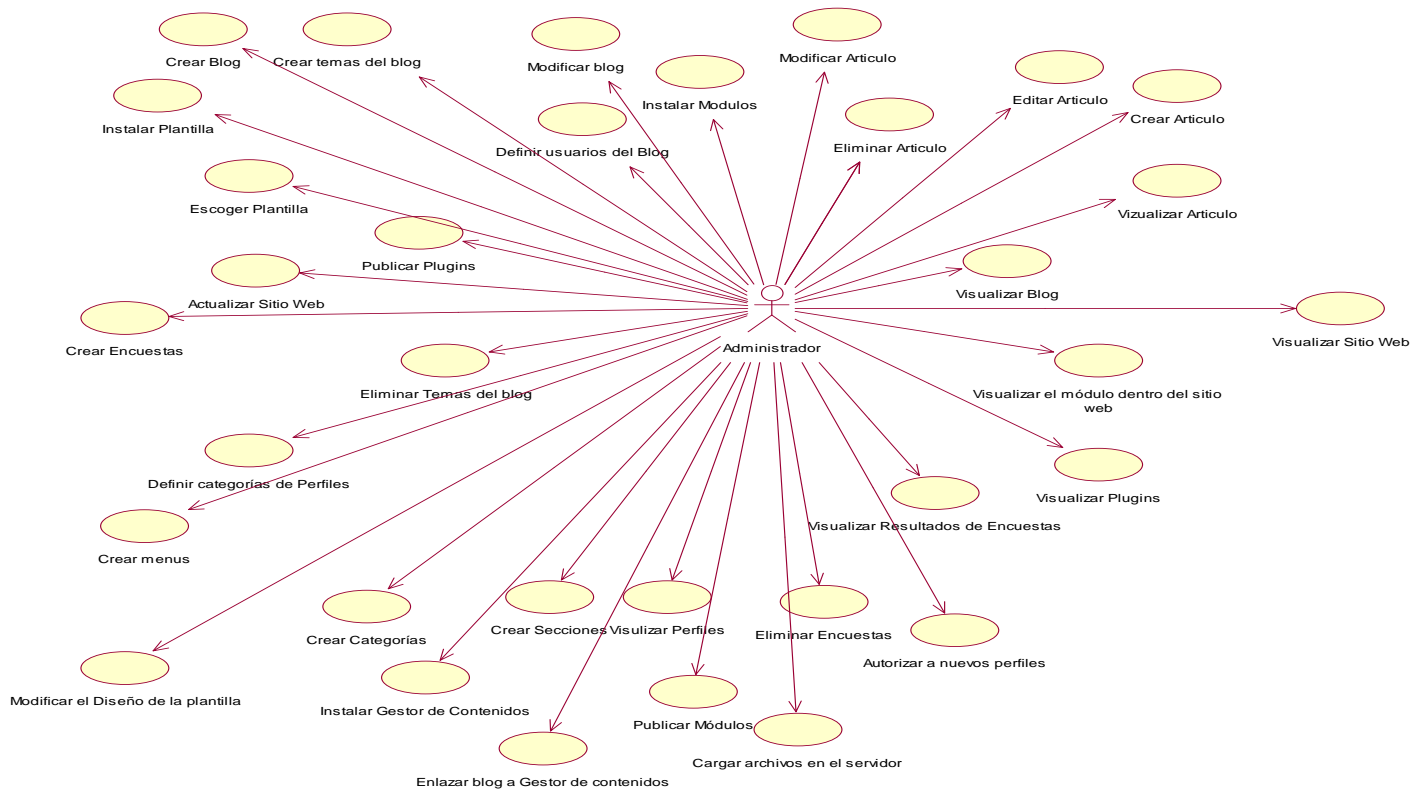 Modificar Articulo
Crear Blog
Crear temas del blog
Modificar blog
Instalar Modulos
Editar Articulo
Crear Articulo
Instalar Plantilla
Definir usuarios del Blog
Eliminar Articulo
Escoger Plantilla
Vizualizar Articulo
Publicar Plugins
Visualizar Blog
Actualizar Sitio Web
Crear Encuestas
Administrador
Visualizar Sitio Web
Eliminar Temas del blog
Visualizar el módulo dentro del sitio
web
Definir categorías de Perfiles
Visualizar Plugins
Visualizar Resultados de Encuestas
Crear menus
Crear Categorías
Crear Secciones
Visulizar Perfiles
Eliminar Encuestas
Autorizar a nuevos perfiles
Modificar el Diseño de la plantilla
Instalar Gestor de Contenidos
Publicar Módulos
Cargar archivos en el servidor
Enlazar blog a Gestor de contenidos